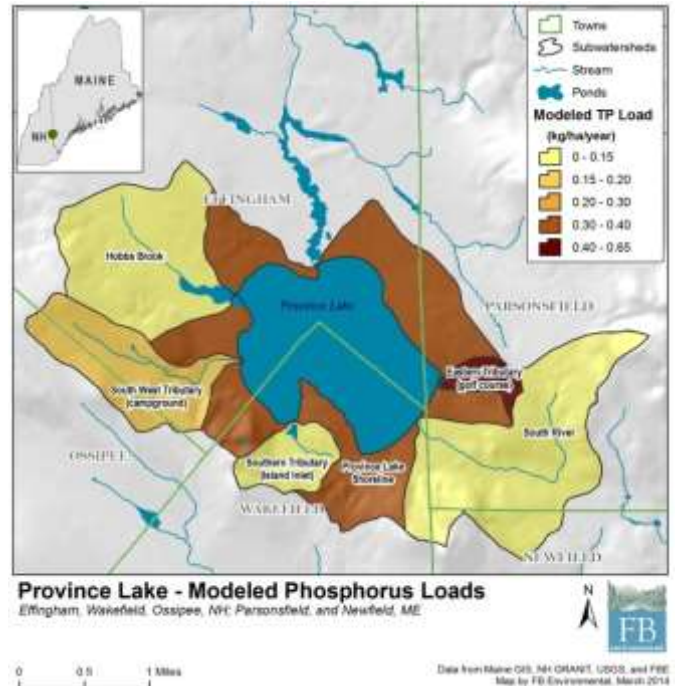 MAINE
NH
Towns
Subwatersheds
Stream
Ponds
Modeled TP Load
(kg/ha/year)
0 - 0.15
0.15 - 0.20
0.20 - 0.30
0.30 - 0.40
0.40 - 0.65
EFFINGHAM
Hobbs Brook
Province Lake
PARSONSFIELD
Eastern Tributary
(golf course)
South West Tributary
(campground)
South River
OSSIPEE
Southern Tributary
(Island Inlet)
Province Lake
Shoreline
WAKEFIELD
NEWFIELD
Province Lake - Modeled Phosphorus Loads
Effingham, Wakefield, Ossipee, NH; Parsonsfield, and Newfield, ME
N
FB
0 0.5 1 Miles
Data from Maine GIS, NH GRANIT, USGS, and FBE
Map by FB Environmental, March 2014